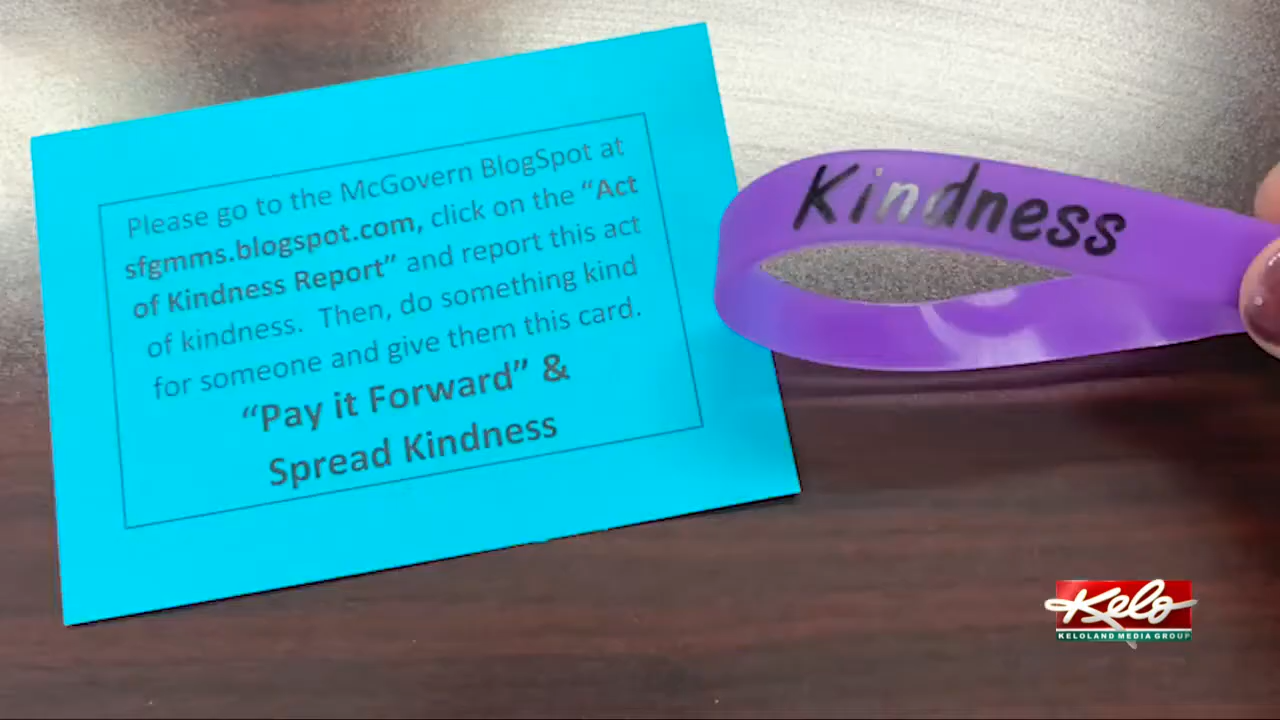 Please go to the McGovern BlogSpot at
sfgmms.blogspot.com, click on the “Act
of Kindness Report” and report this act
of kindness. Then, do something kind
for someone and give them this card.
“Pay it Forward” &
Spread Kindness
Kindness
Kelo
KELOLAND MEDIA GROUP